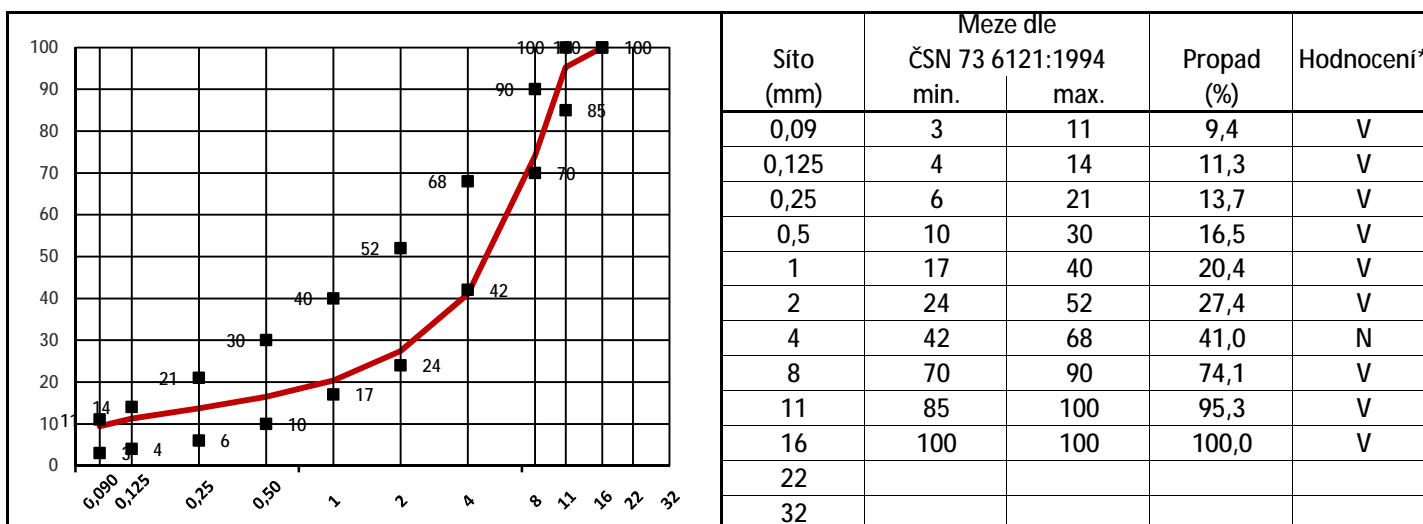 100
90
80
70
60
50
40
30
20
10
0
100 100 100
90
85
68
70
52
42
40
30
24
21
17
11 14
10
6
3 4
0,090 0,125 0,25 0,50 1 2 4 8 11 16 22 32
Meze dle
Síto ČSN 73 6121:1994 Propad Hodnocení*
(mm) min. max. (%)
0,09 3 11 9,4 V
0,125 4 14 11,3 V
0,25 6 21 13,7 V
0,5 10 30 16,5 V
1 17 40 20,4 V
2 24 52 27,4 V
4 42 68 41,0 N
8 70 90 74,1 V
11 85 100 95,3 V
16 100 100 100,0 V
22
32